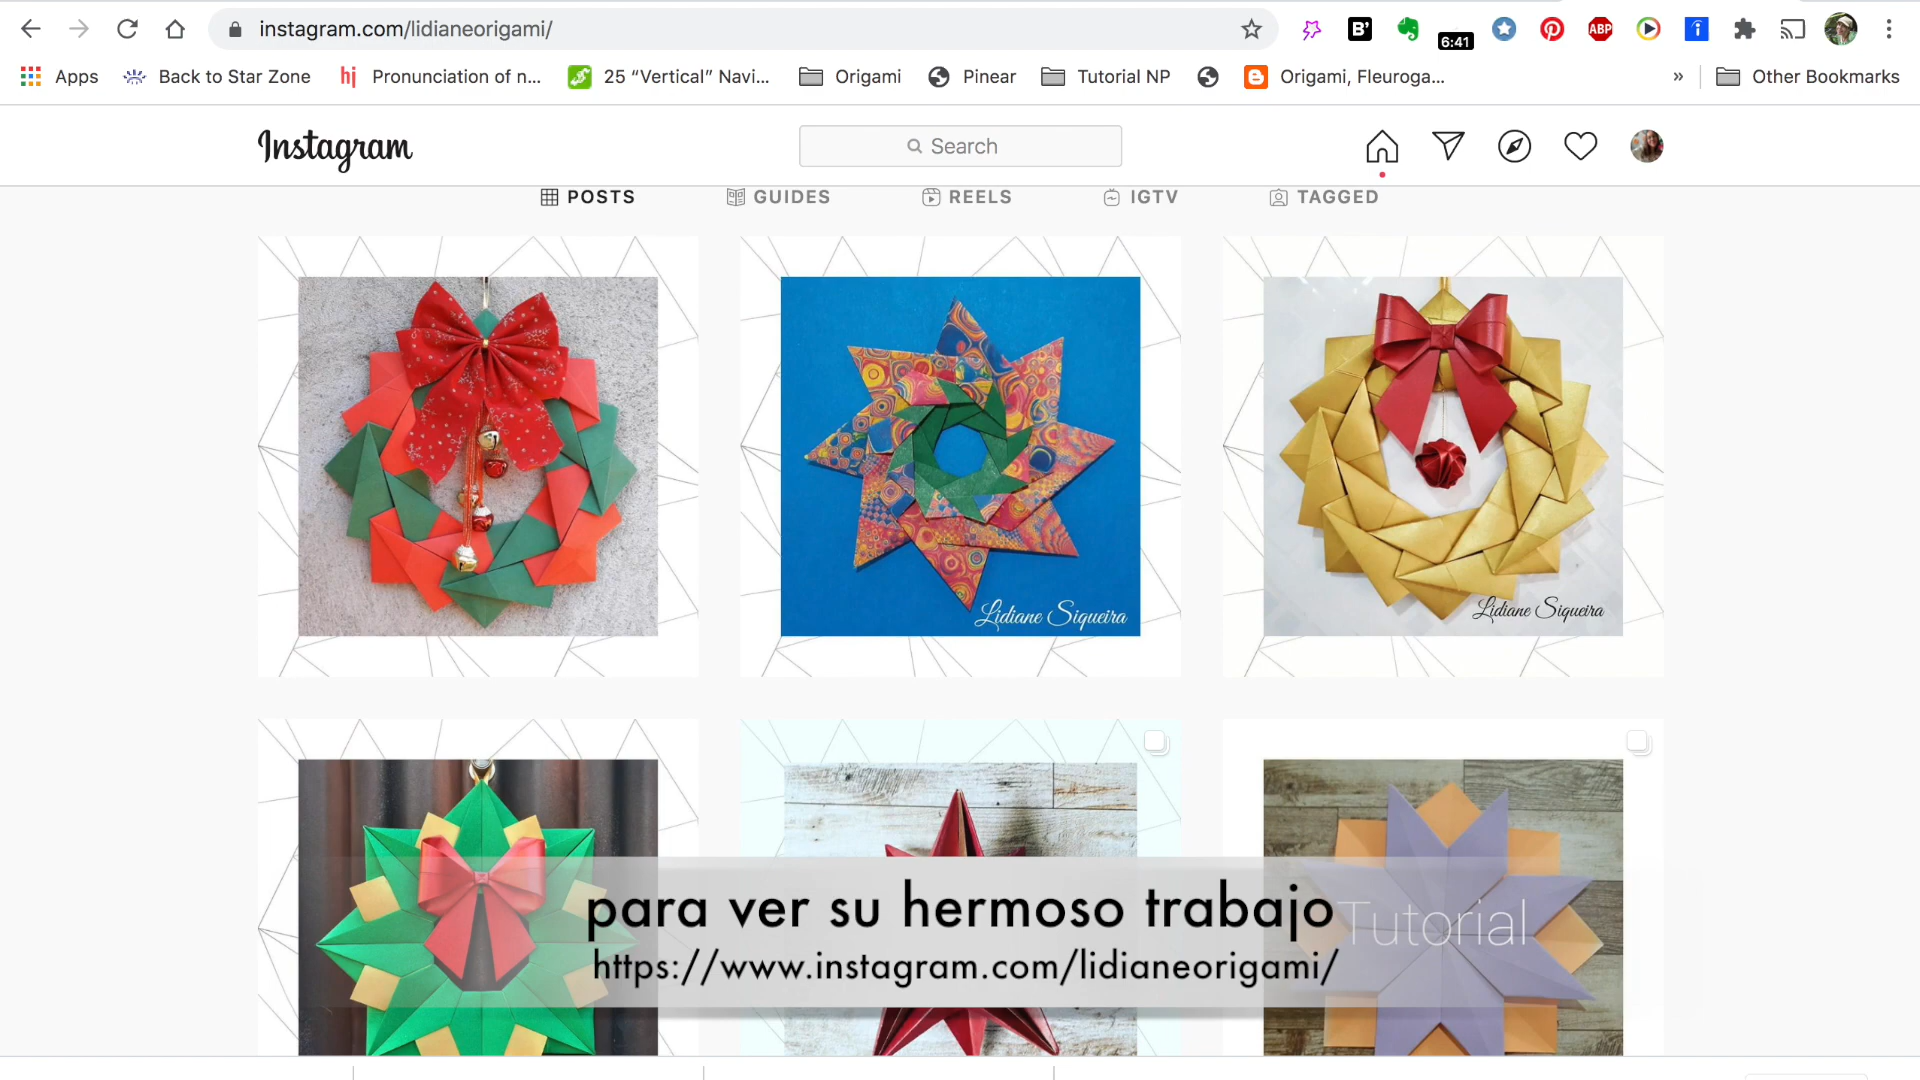 instagram.com/lidianeorigami/
B'
6:41
ABP
Apps
Back to Star Zone
hj Pronunciation of n...
25 “Vertical” Navi...
Origami
Pinear
Tutorial NP
Origami, Fleuroga...
»
Other Bookmarks
Instagram
Search
POSTS
GUIDES
REELS
IGTV
TAGGED
Lidiane Siqueira
Lidiane Siqueira
Tutorial
para ver su hermoso trabajo
https://www.instagram.com/lidianeorigami/